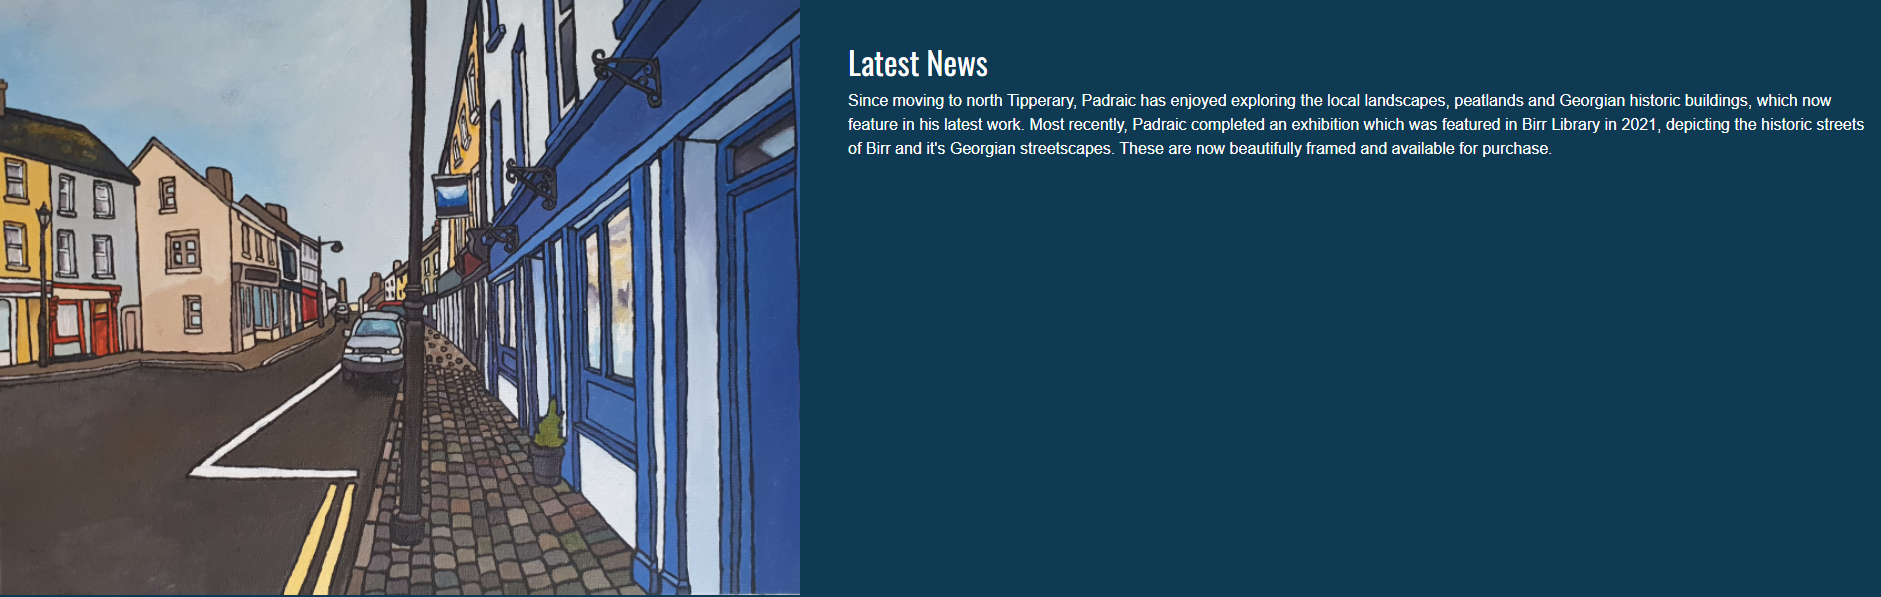 Latest News
Since moving to north Tipperary, Padraic has enjoyed exploring the local landscapes, peatlands and Georgian historic buildings, which now
feature in his latest work. Most recently, Padraic completed an exhibition which was featured in Birr Library in 2021, depicting the historic streets
of Birr and it's Georgian streetscapes. These are now beautifully framed and available for purchase.